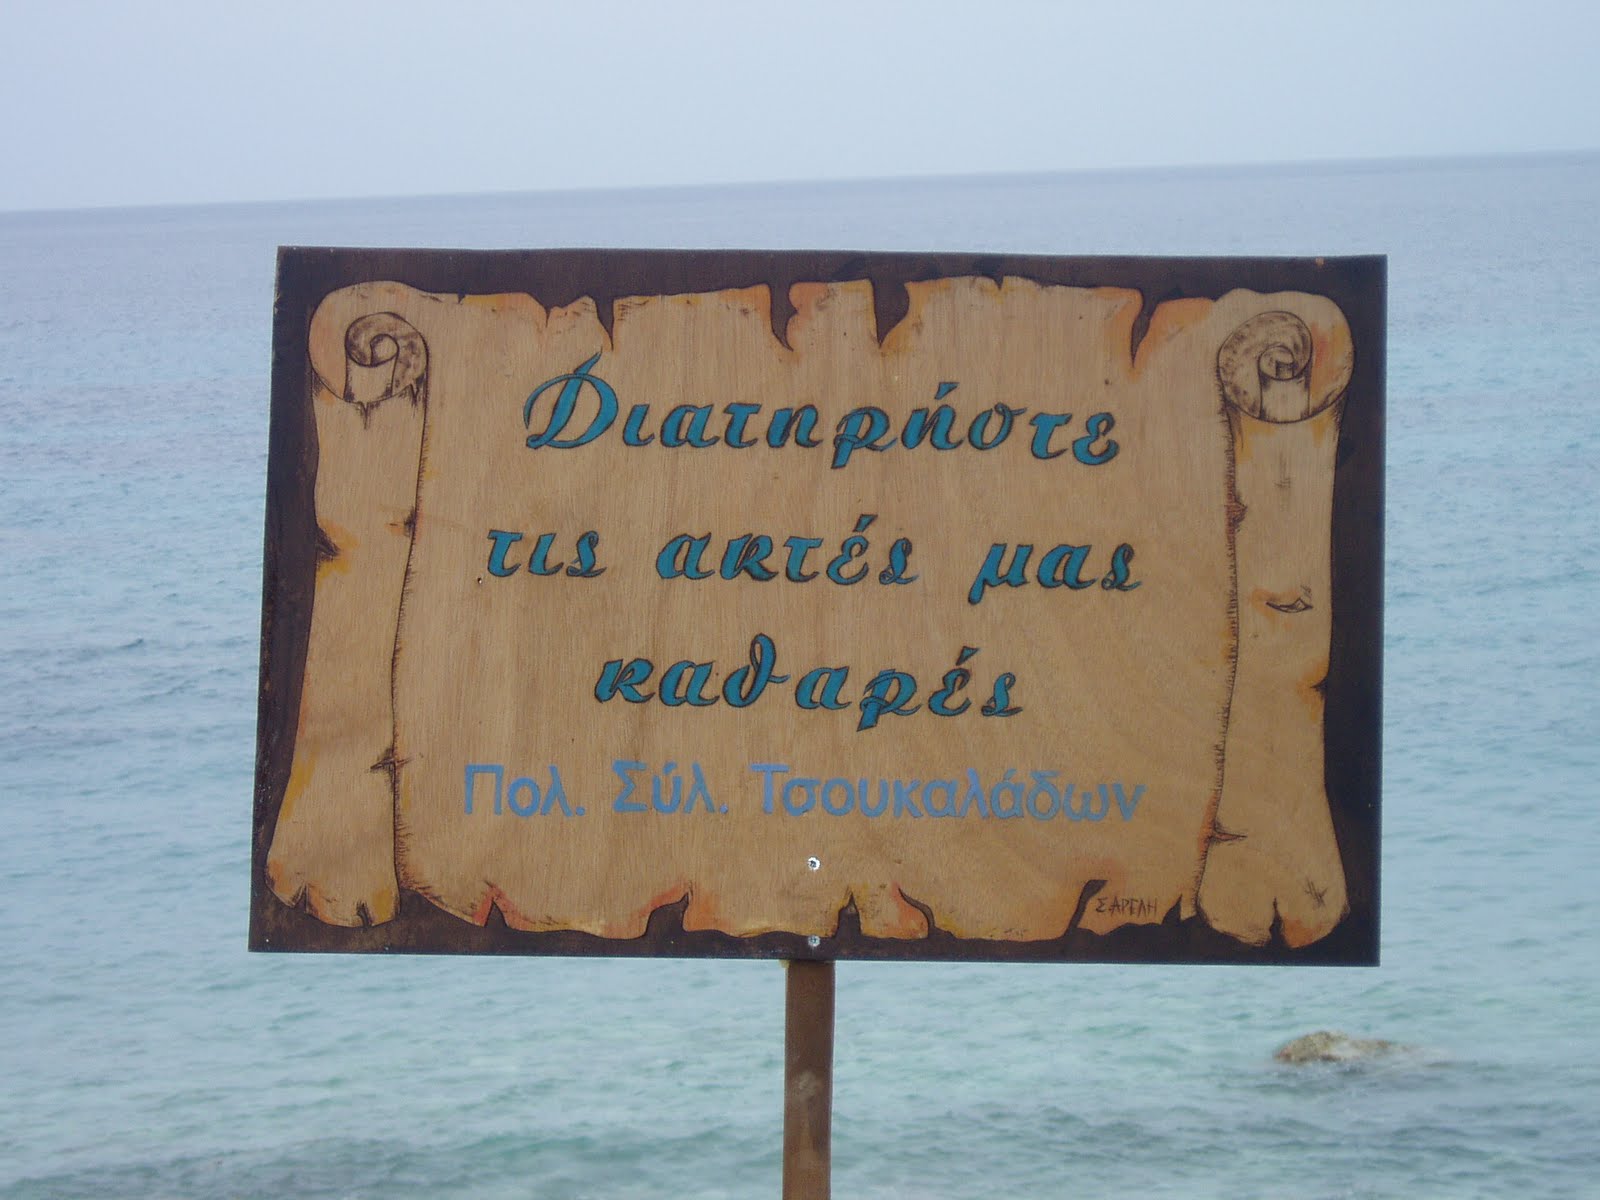 Διατηρήστε
τις ακτές μας
καθαρές
Πολ. Σύλ. Τσουκαλάδων